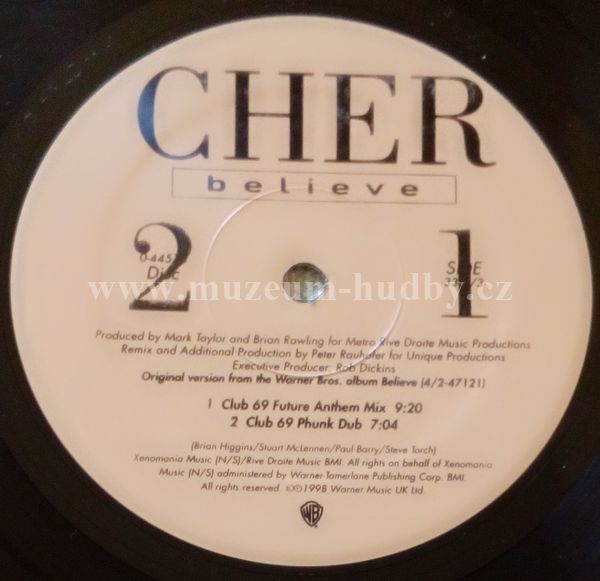 CHER
believe
2 1
Disc SIDE
www.muzeum-hudby.cz
Produced by Mark Taylor and Brian Rawling for Metro Rive Droite Music Productions
Remix and Additional Production by Peter Rauhofer for Unique Productions
Executive Producer Rob Dickins
Original version from the Warner Bros. album Believe (4/2-47121)
1 Club 69 Future Anthem Mix 9:20
2 Club 69 Phunk Dub 7:04
(Brian Higgins/Stuart McLennen/Paul Barry/Steve Torch)
Xenomania Music (N/S)/Rive Droite Music BMI. All rights on behalf of Xenomania
Music (N/S) administered by Warner-Tamerlane Publishing Corp. BMI.
All rights reserved. ©℗1998 Warner Music UK Ltd.
WB